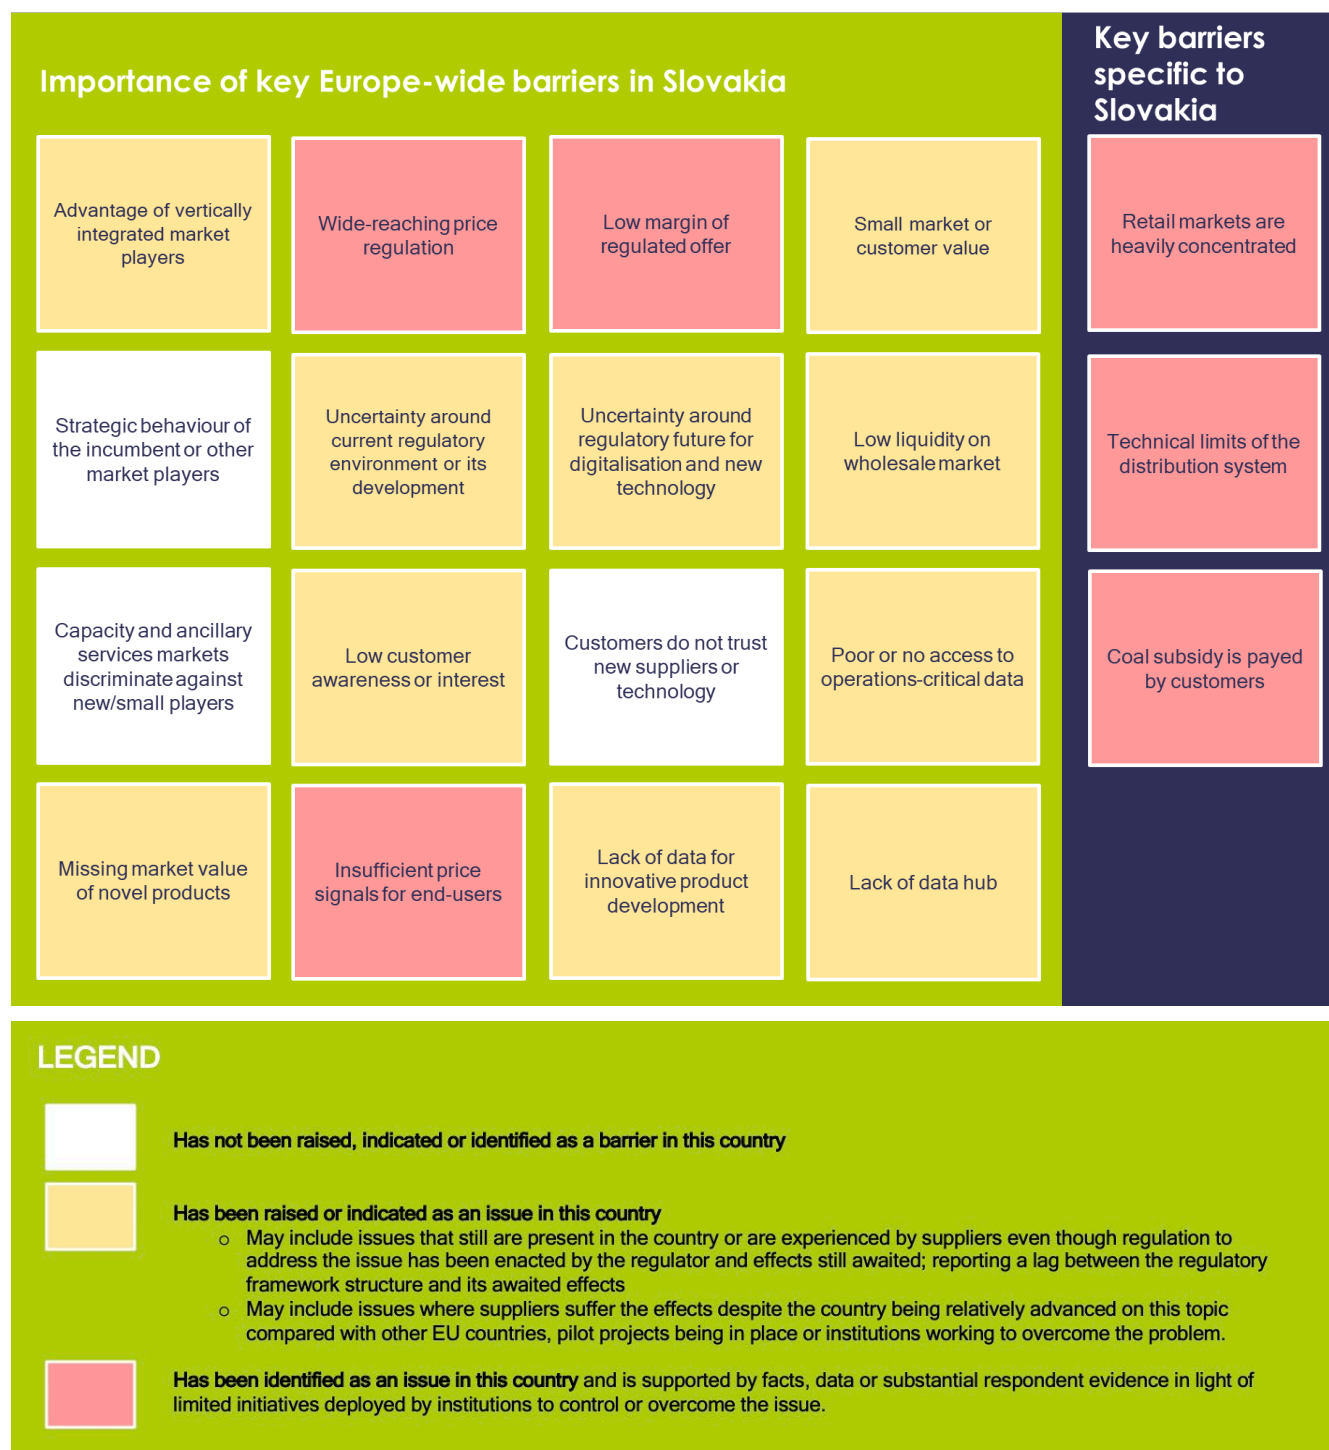 Importance of key Europe-wide barriers in Slovakia
Key barriers
specific to
Slovakia
Advantage of vertically
integrated market
players
Wide-reaching price
regulation
Low margin of
regulated offer
Small market or
customer value
Retail markets are
heavily concentrated
Strategic behaviour of
the incumbent or other
market players
Uncertainty around
current regulatory
environment or its
development
Uncertainty around
regulatory future for
digitalisation and new
technology
Low liquidity on
wholesale market
Technical limits of the
distribution system
Capacity and ancillary
services markets
discriminate against
new/small players
Low customer
awareness or interest
Customers do not trust
new suppliers or
technology
Poor or no access to
operations-critical data
Coal subsidy is payed
by customers
Missing market value
of novel products
Insufficient price
signals for end-users
Lack of data for
innovative product
development
Lack of data hub
LEGEND
Has not been raised, indicated or identified as a barrier in this country
Has been raised or indicated as an issue in this country
o May include issues that still are present in the country or are experienced by suppliers even though regulation to
address the issue has been enacted by the regulator and effects still awaited; reporting a lag between the regulatory
framework structure and its awaited effects
o May include issues where suppliers suffer the effects despite the country being relatively advanced on this topic
compared with other EU countries, pilot projects being in place or institutions working to overcome the problem.
Has been identified as an issue in this country and is supported by facts, data or substantial respondent evidence in light of
limited initiatives deployed by institutions to control or overcome the issue.